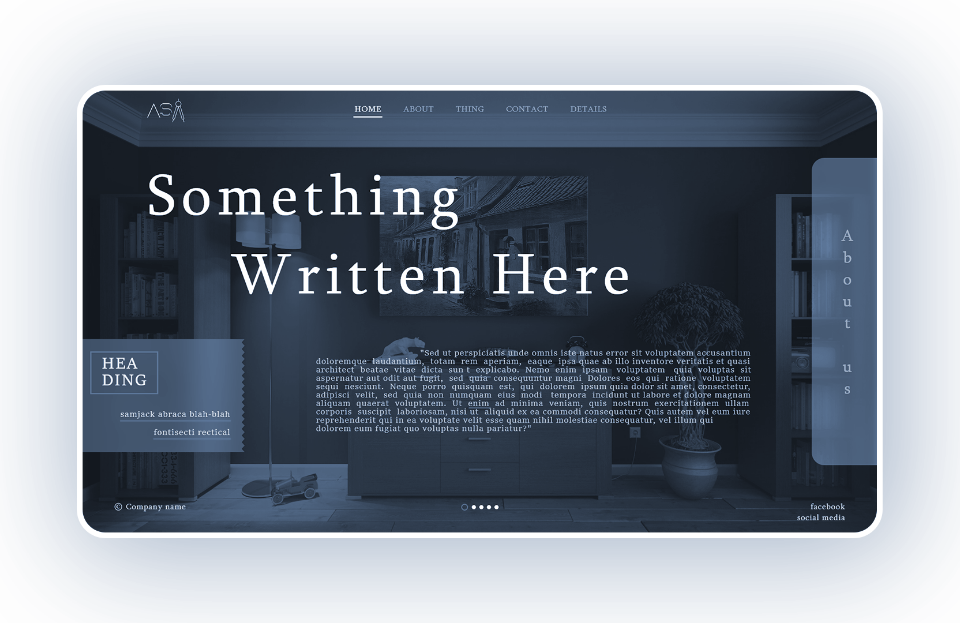 ASA
HOME ABOUT THING CONTACT DETAILS
Something
Written Here
About us
HEA
DING
samjack abraca blah-blah
fontisecti rectical
"Sed ut perspiciatis unde omnis iste natus error sit voluptatem accusantium
doloremque laudantium, totam rem aperiam, eaque ipsa quae ab illo inventore veritatis et quasi
architect beatae vitae dicta sun t explicabo. Nemo enim ipsam voluptatem quia voluptas sit
aspernatur aut odit aut fugit, sed quia consequuntur magni Dolores eos qui ratione voluptatem
sequi nesciunt. Neque porro quisquam est, qui dolorem ipsum quia dolor sit amet, consectetur,
adipisci velit, sed quia non numquam eius modi tempora incidunt ut labore et dolore magnam
aliquam quaerat voluptatem. Ut enim ad minima veniam, quis nostrum exercitationem ullam
corporis suscipit laboriosam, nisi ut aliquid ex ea commodi consequatur? Quis autem vel eum iure
reprehenderit qui in ea voluptate velit esse quam nihil molestiae consequatur, vel illum qui
dolorem eum fugiat quo voluptas nulla pariatur?"
© Company name
facebook
social media